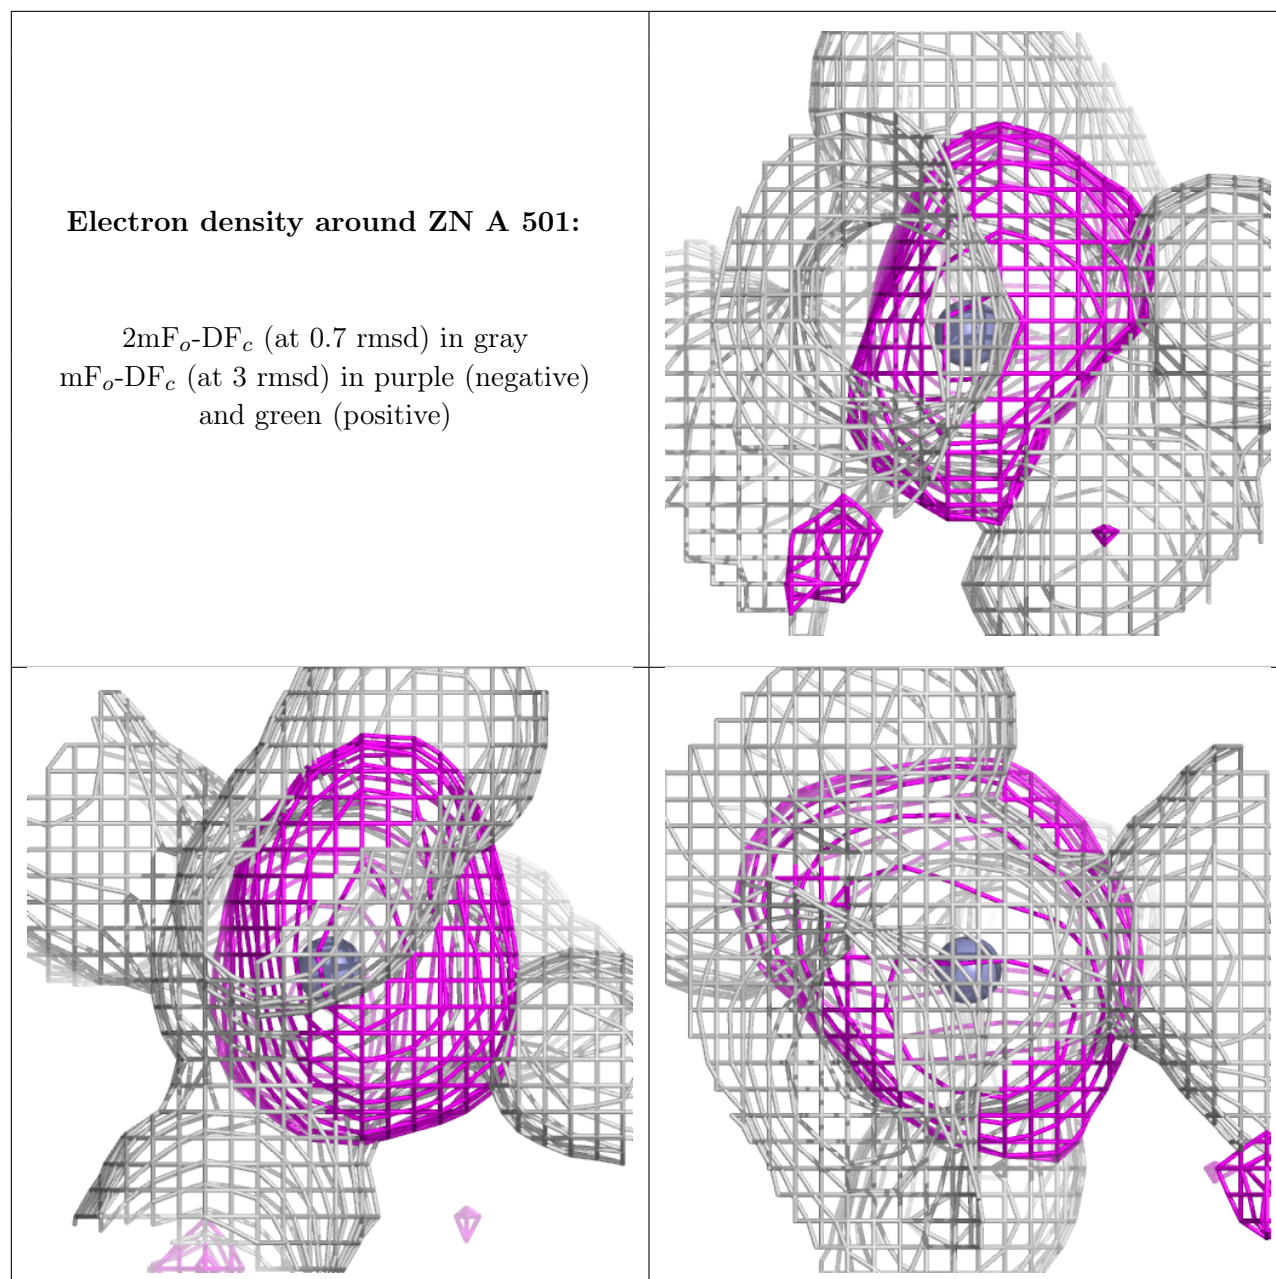 Electron density around ZN A 501:
2mFo-DFc (at 0.7 rmsd) in gray
mFo-DFc (at 3 rmsd) in purple (negative)
and green (positive)